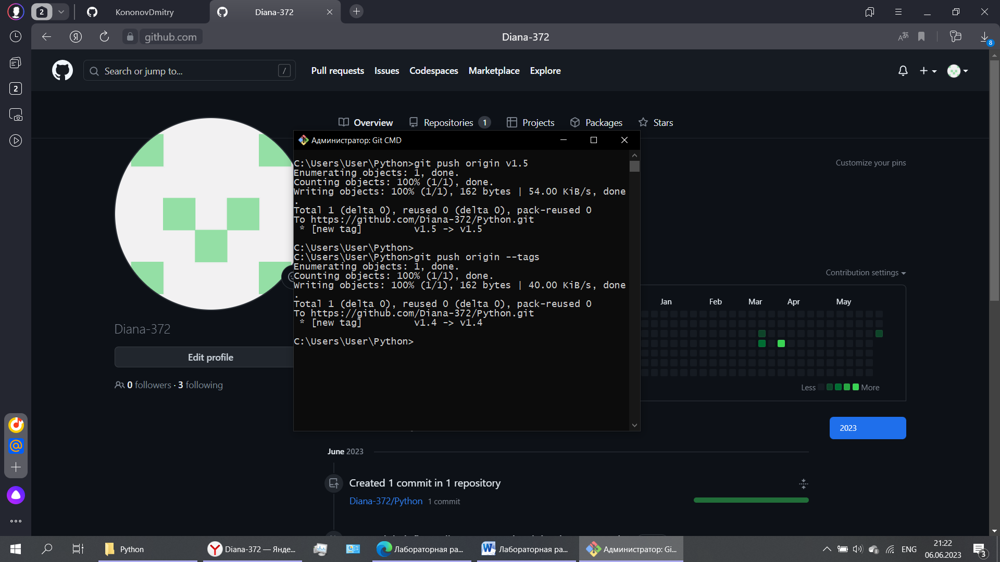 2
KononovDmitry
Diana-372
github.com
Diana-372
8
2
Search or jump to...
/
Pull requests
Issues
Codespaces
Marketplace
Explore
Overview
Repositories 1
Projects
Packages
Stars
Customize your pins
Администратор: Git CMD
C:\Users\User\Python>git push origin v1.5
Enumerating objects: 1, done.
Counting objects: 100% (1/1), done.
Writing objects: 100% (1/1), 162 bytes | 54.00 KiB/s, done
.
Total 1 (delta 0), reused 0 (delta 0), pack-reused 0
To https://github.com/Diana-372/Python.git
* [new tag] v1.5 -> v1.5
C:\Users\User\Python>
C:\Users\User\Python>git push origin --tags
Enumerating objects: 1, done.
Counting objects: 100% (1/1), done.
Writing objects: 100% (1/1), 162 bytes | 40.00 KiB/s, done
.
Total 1 (delta 0), reused 0 (delta 0), pack-reused 0
To https://github.com/Diana-372/Python.git
* [new tag] v1.4 -> v1.4
C:\Users\User\Python>
Diana-372
Edit profile
0 followers · 3 following
Contribution settings
Jan Feb Mar Apr May
Less More
2023
June 2023
Created 1 commit in 1 repository
Diana-372/Python 1 commit
Python
Diana-372 — Янде...
Лабораторная ра...
Лабораторная ра...
Администратор: Gi...
ENG
21:22
06.06.2023
3